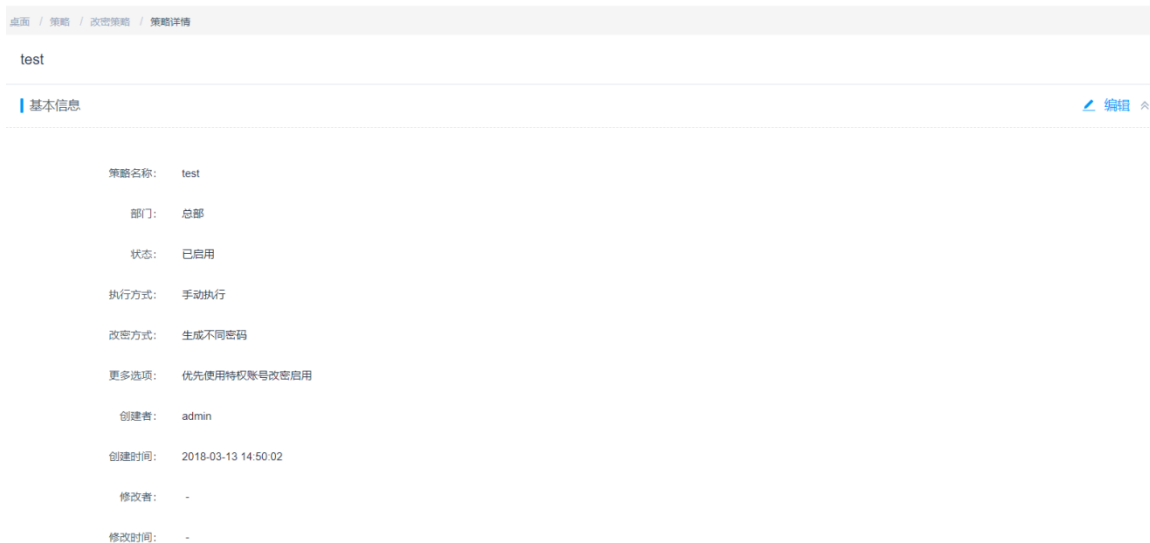 桌面 / 策略 / 改密策略 / 策略详情
test
基本信息 编辑
策略名称： test
部门： 总部
状态： 已启用
执行方式： 手动执行
改密方式： 生成不同密码
更多选项： 优先使用特权账号改密启用
创建者： admin
创建时间： 2018-03-13 14:50:02
修改者： -
修改时间： -